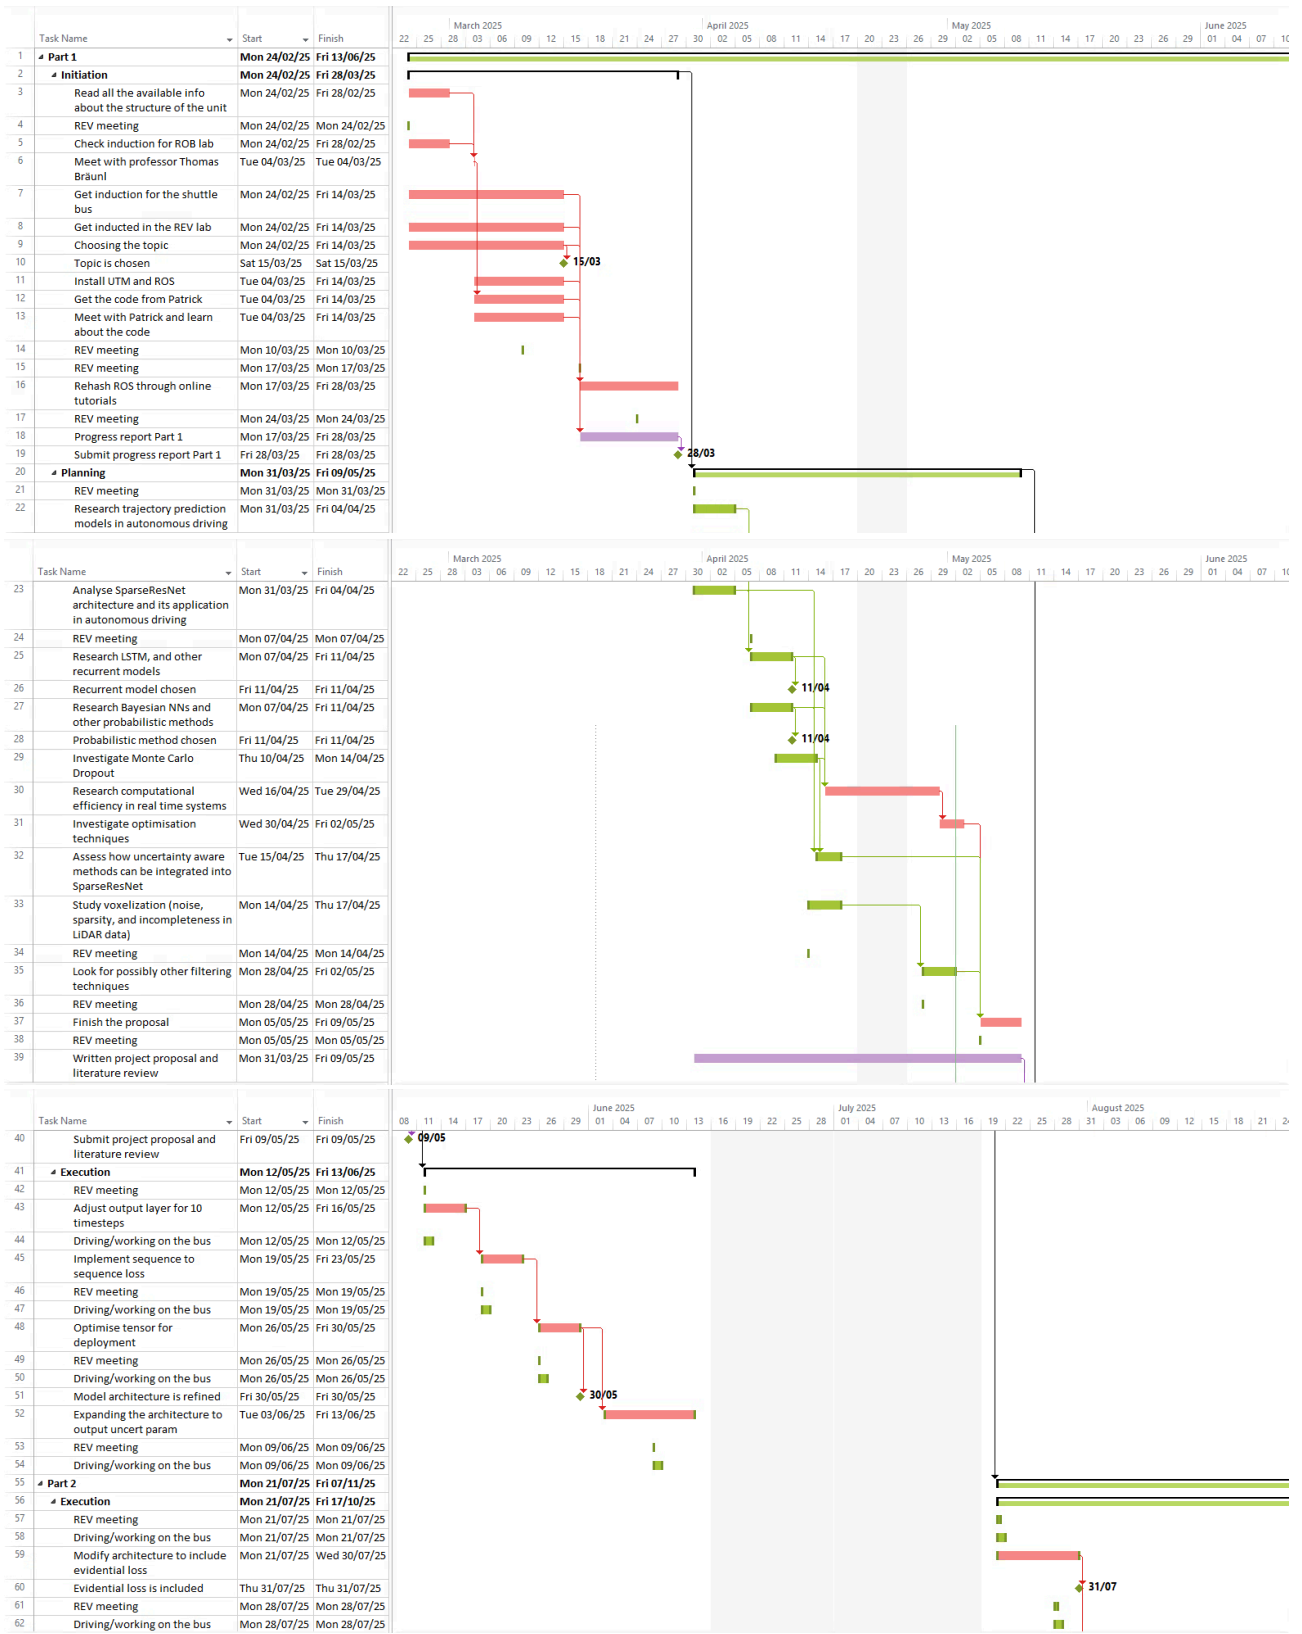 March 2025 April 2025 May 2025 June 2025
Task Name Start Finish 22 25 28 03 06 09 12 15 18 21 24 27 30 02 05 08 11 14 17 20 23 26 29 02 05 08 11 14 17 20 23 26 29 01 04 07 10
1 Part 1 Mon 24/02/25 Fri 13/06/25
2 Initiation Mon 24/02/25 Fri 28/03/25
3 Read all the available info Mon 24/02/25 Fri 28/02/25
about the structure of the unit
4 REV meeting Mon 24/02/25 Mon 24/02/25
5 Check induction for ROB lab Mon 24/02/25 Fri 28/02/25
6 Meet with professor Thomas Tue 04/03/25 Tue 04/03/25
Bräunl
7 Get induction for the shuttle Mon 24/02/25 Fri 14/03/25
bus
8 Get inducted in the REV lab Mon 24/02/25 Fri 14/03/25
9 Choosing the topic Mon 24/02/25 Fri 14/03/25
10 Topic is chosen Sat 15/03/25 Sat 15/03/25 15/03
11 Install UTM and ROS Tue 04/03/25 Fri 14/03/25
12 Get the code from Patrick Tue 04/03/25 Fri 14/03/25
13 Meet with Patrick and learn Tue 04/03/25 Fri 14/03/25
about the code
14 REV meeting Mon 10/03/25 Mon 10/03/25
15 REV meeting Mon 17/03/25 Mon 17/03/25
16 Rehash ROS through online Mon 17/03/25 Fri 28/03/25
tutorials
17 REV meeting Mon 24/03/25 Mon 24/03/25
18 Progress report Part 1 Mon 17/03/25 Fri 28/03/25
19 Submit progress report Part 1 Fri 28/03/25 Fri 28/03/25 28/03
20 Planning Mon 31/03/25 Fri 09/05/25
21 REV meeting Mon 31/03/25 Mon 31/03/25
22 Research trajectory prediction Mon 31/03/25 Fri 04/04/25
models in autonomous driving
March 2025 April 2025 May 2025 June 2025
Task Name Start Finish 22 25 28 03 06 09 12 15 18 21 24 27 30 02 05 08 11 14 17 20 23 26 29 02 05 08 11 14 17 20 23 26 29 01 04 07 10
23 Analyse SparseResNet Mon 31/03/25 Fri 04/04/25
architecture and its application
in autonomous driving
24 REV meeting Mon 07/04/25 Mon 07/04/25
25 Research LSTM, and other Mon 07/04/25 Fri 11/04/25
recurrent models
26 Recurrent model chosen Fri 11/04/25 Fri 11/04/25 11/04
27 Research Bayesian NNs and Mon 07/04/25 Fri 11/04/25
other probabilistic methods
28 Probabilistic method chosen Fri 11/04/25 Fri 11/04/25 11/04
29 Investigate Monte Carlo Thu 10/04/25 Mon 14/04/25
Dropout
30 Research computational Wed 16/04/25 Tue 29/04/25
efficiency in real time systems
31 Investigate optimisation Wed 30/04/25 Fri 02/05/25
techniques
32 Assess how uncertainty aware Tue 15/04/25 Thu 17/04/25
methods can be integrated into
SparseResNet
33 Study voxelization (noise, Mon 14/04/25 Thu 17/04/25
sparsity, and incompleteness in
LiDAR data)
34 REV meeting Mon 14/04/25 Mon 14/04/25
35 Look for possibly other filtering Mon 28/04/25 Fri 02/05/25
techniques
36 REV meeting Mon 28/04/25 Mon 28/04/25
37 Finish the proposal Mon 05/05/25 Fri 09/05/25
38 REV meeting Mon 05/05/25 Mon 05/05/25
39 Written project proposal and Mon 31/03/25 Fri 09/05/25
literature review
June 2025 July 2025 August 2025
Task Name Start Finish 08 11 14 17 20 23 26 29 01 04 07 10 13 16 19 22 25 28 01 04 07 10 13 16 19 22 25 28 31 03 06 09 12 15 18 21 24
40 Submit project proposal and Fri 09/05/25 Fri 09/05/25 09/05
literature review
41 Execution Mon 12/05/25 Fri 13/06/25
42 REV meeting Mon 12/05/25 Mon 12/05/25
43 Adjust output layer for 10 Mon 12/05/25 Fri 16/05/25
timesteps
44 Driving/working on the bus Mon 12/05/25 Mon 12/05/25
45 Implement sequence to Mon 19/05/25 Fri 23/05/25
sequence loss
46 REV meeting Mon 19/05/25 Mon 19/05/25
47 Driving/working on the bus Mon 19/05/25 Mon 19/05/25
48 Optimise tensor for Mon 26/05/25 Fri 30/05/25
deployment
49 REV meeting Mon 26/05/25 Mon 26/05/25
50 Driving/working on the bus Mon 26/05/25 Mon 26/05/25
51 Model architecture is refined Fri 30/05/25 Fri 30/05/25 30/05
52 Expanding the architecture to Tue 03/06/25 Fri 13/06/25
output uncert param
53 REV meeting Mon 09/06/25 Mon 09/06/25
54 Driving/working on the bus Mon 09/06/25 Mon 09/06/25
55 Part 2 Mon 21/07/25 Fri 07/11/25
56 Execution Mon 21/07/25 Fri 17/10/25
57 REV meeting Mon 21/07/25 Mon 21/07/25
58 Driving/working on the bus Mon 21/07/25 Mon 21/07/25
59 Modify architecture to include Mon 21/07/25 Wed 30/07/25
evidential loss
60 Evidential loss is included Thu 31/07/25 Thu 31/07/25 31/07
61 REV meeting Mon 28/07/25 Mon 28/07/25
62 Driving/working on the bus Mon 28/07/25 Mon 28/07/25